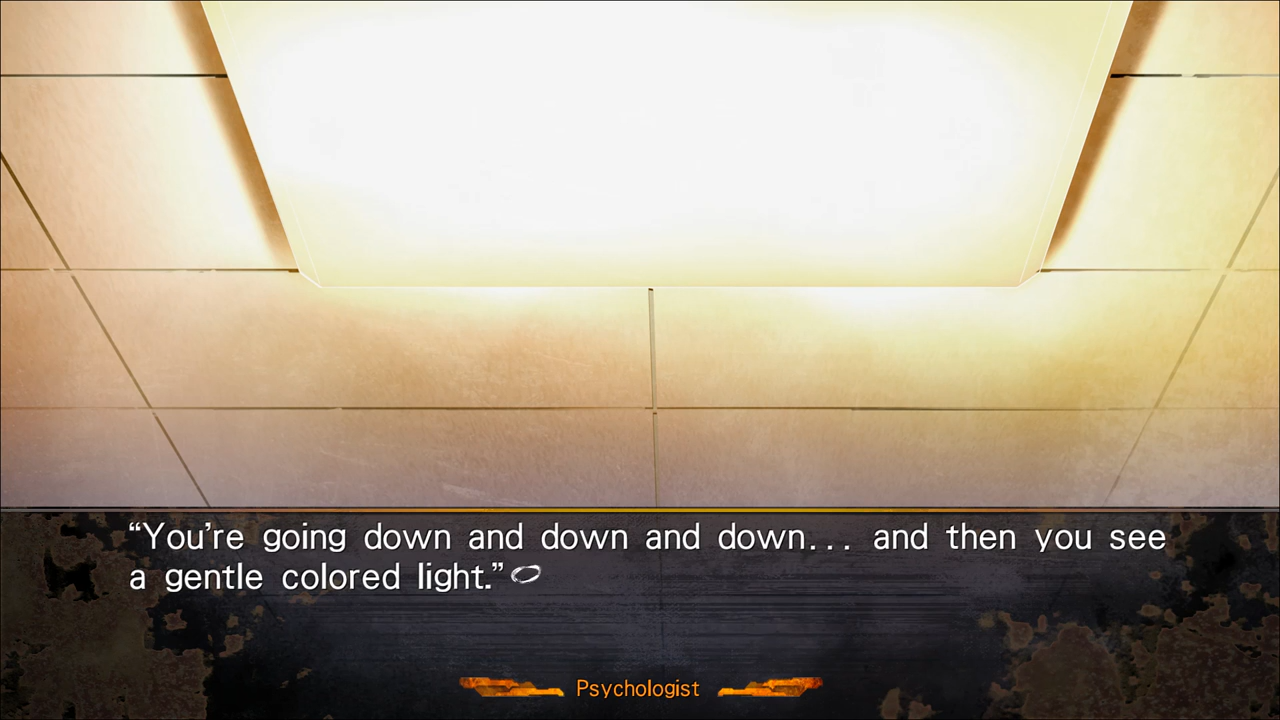 “You’re going down and down and down... and then you see
a gentle colored light.”
Psychologist